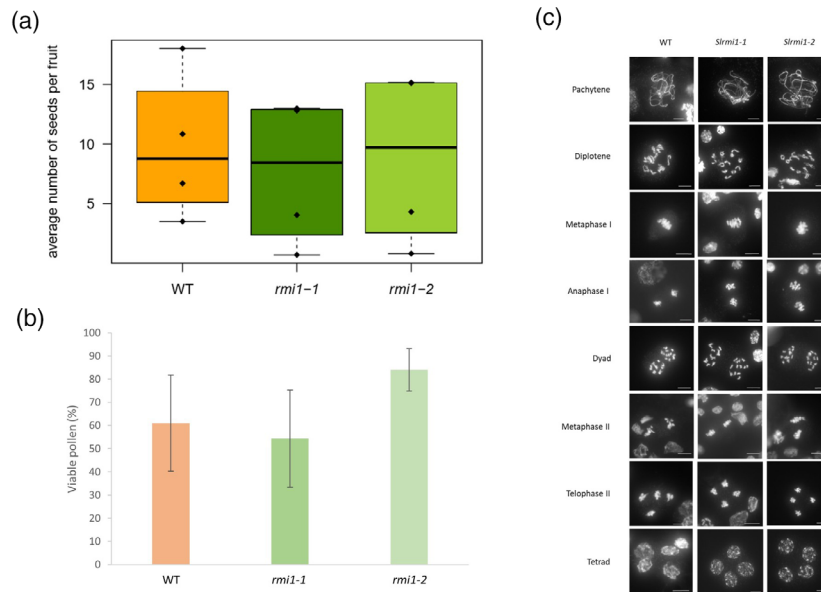 (a)
average number of seeds per fruit
15
10
5
WT
rmi1−1
rmi1−2
(b)
Viable pollen (%)
100
90
80
70
60
50
40
30
20
10
0
WT
rmi1-1
rmi1-2
(c)
WT Slrmi1-1 Slrmi1-2
Pachytene
Diplotene
Metaphase I
Anaphase I
Dyad
Metaphase II
Telophase II
Tetrad